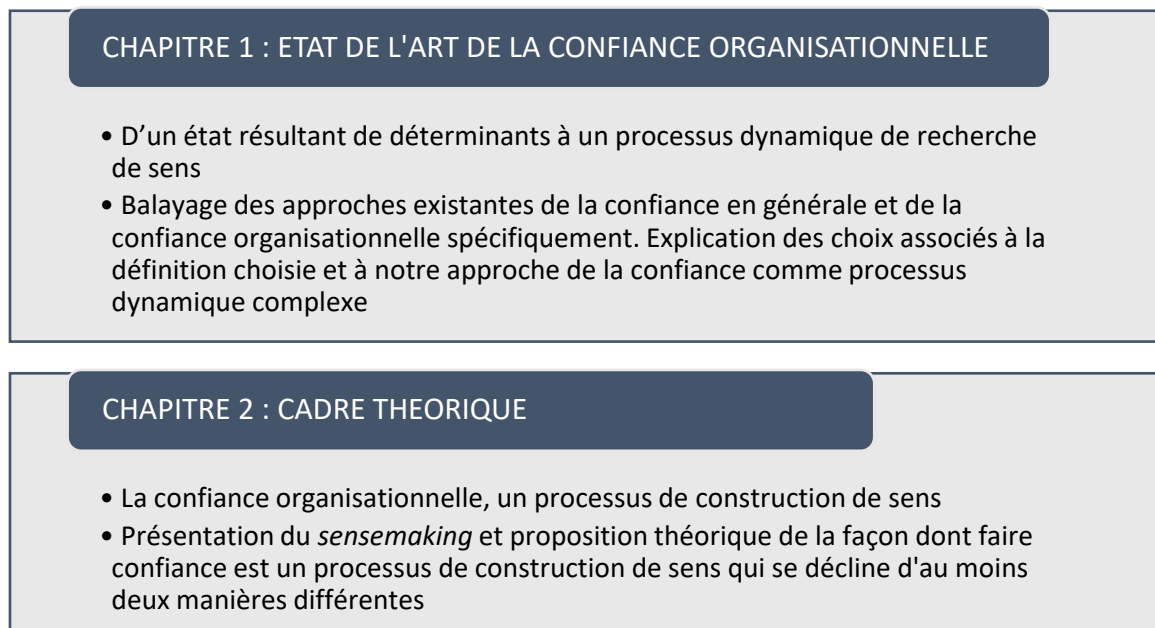 CHAPITRE 1 : ETAT DE L'ART DE LA CONFIANCE ORGANISATIONNELLE
• D’un état résultant de déterminants à un processus dynamique de recherche
de sens
• Balayage des approches existantes de la confiance en générale et de la
confiance organisationnelle spécifiquement. Explication des choix associés à la
définition choisie et à notre approche de la confiance comme processus
dynamique complexe
CHAPITRE 2 : CADRE THEORIQUE
• La confiance organisationnelle, un processus de construction de sens
• Présentation du sensemaking et proposition théorique de la façon dont faire
confiance est un processus de construction de sens qui se décline d'au moins
deux manières différentes